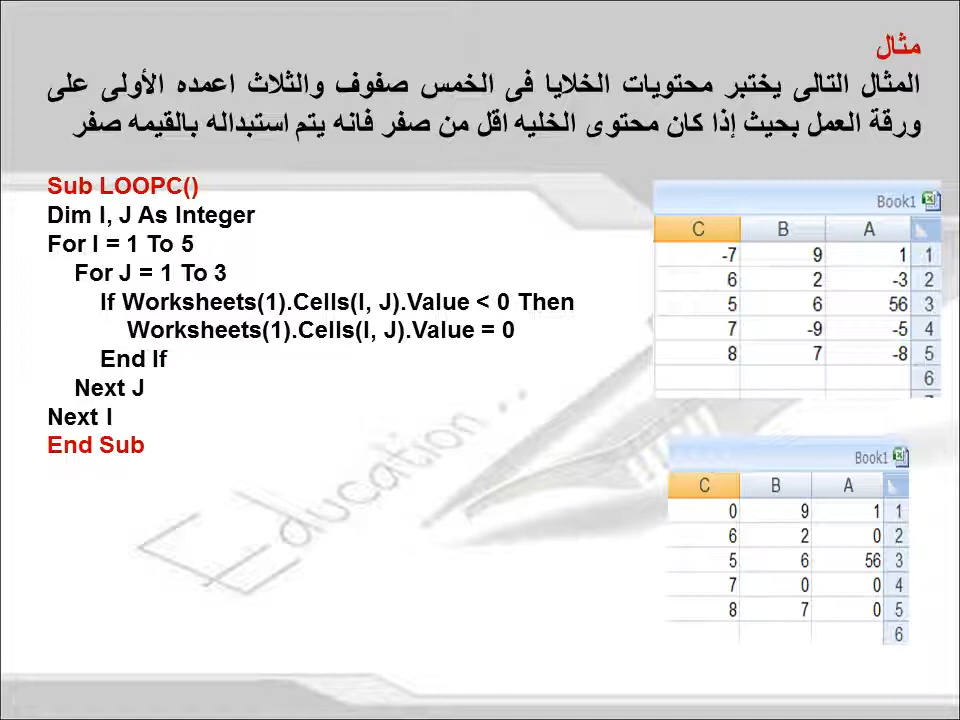 مثال
المثال التالى يختبر محتويات الخلايا فى الخمس صفوف والثلاث اعمده الأولى على
ورقة العمل بحيث إذا كان محتوى الخليه اقل من صفر فانه يتم استبداله بالقيمه صفر
Sub LOOPC()
Dim I, J As Integer
For I = 1 To 5
For J = 1 To 3
If Worksheets(1).Cells(I, J).Value < 0 Then
Worksheets(1).Cells(I, J).Value = 0
End If
Next J
Next I
End Sub
Book1
C B A
-7 9 1 1
6 2 -3 2
5 6 56 3
7 -9 -5 4
8 7 -8 5
6
Book1
C B A
0 9 1 1
6 2 0 2
5 6 56 3
7 0 0 4
8 7 0 5
6
Education . .